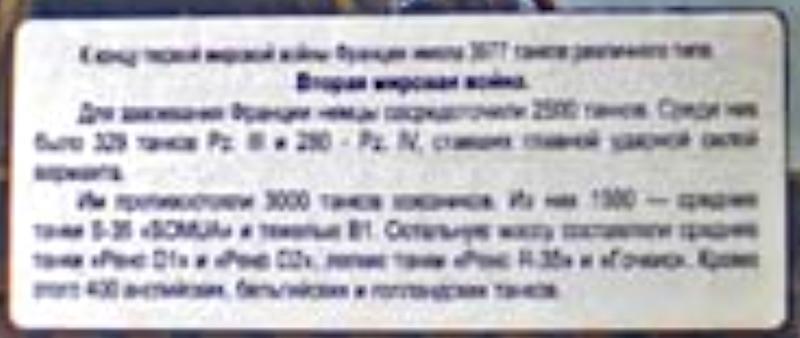 К концу первой мировой войны Франция имела 3977 танков различного типа.
Вторая мировая война.
Для завоевания Франции немцы сосредоточили 2500 танков. Среди них
было 329 танков Pz. III и 280 - Pz. IV, ставших главной ударной силой
вермахта.
Им противостояли 3000 танков союзников. Из них 1500 — средние
танки S-35 «SOMUA» и тяжелые B1. Остальную массу составляли средние
танки «Рено D1» и «Рено D2», легкие танки «Рено R-35» и «Гочкис». Кроме
этого 400 английских, бельгийских и голландских танков.